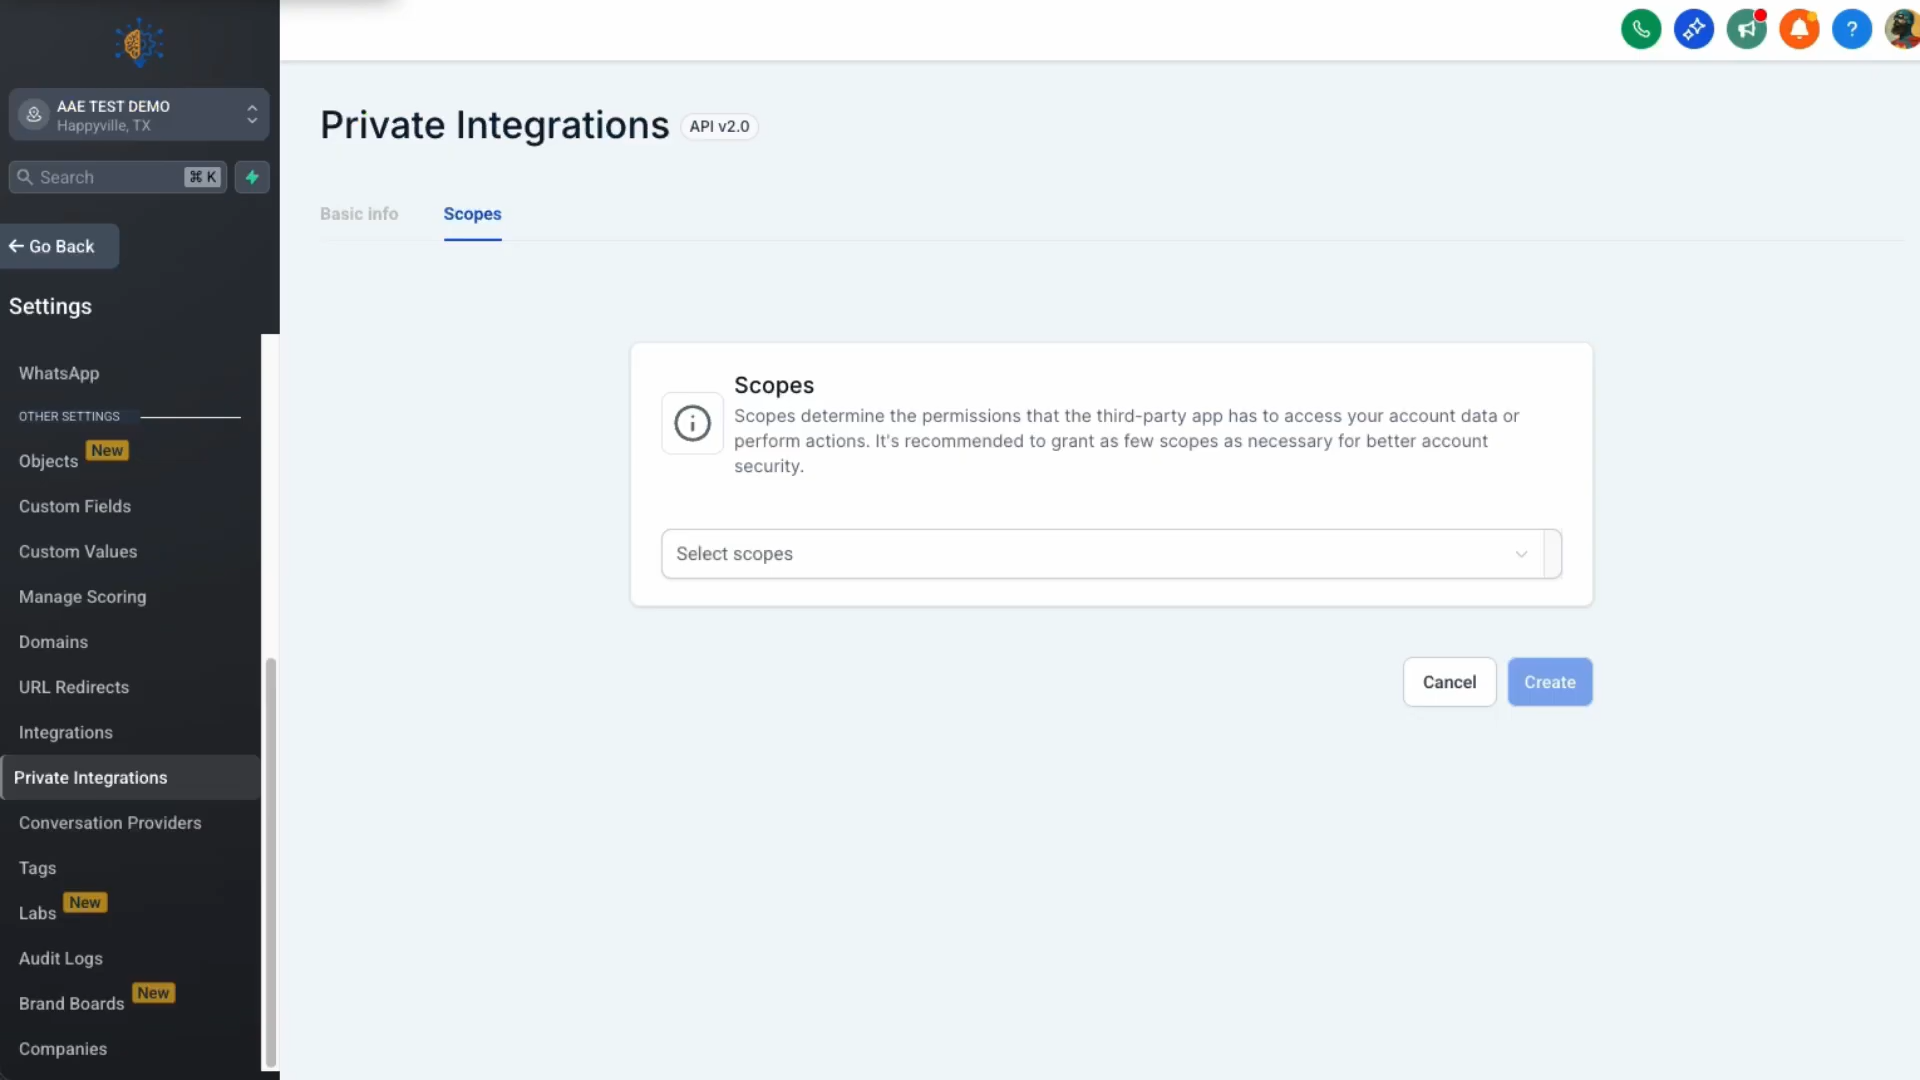 AAE TEST DEMO
Happyville, TX
Search ⌘ K
← Go Back
Settings
WhatsApp
OTHER SETTINGS
Objects New
Custom Fields
Custom Values
Manage Scoring
Domains
URL Redirects
Integrations
Private Integrations
Conversation Providers
Tags
Labs New
Audit Logs
Brand Boards New
Companies
?
Private Integrations API v2.0
Basic info Scopes
Scopes
Scopes determine the permissions that the third-party app has to access your account data or
perform actions. It's recommended to grant as few scopes as necessary for better account
security.
Select scopes
Cancel Create